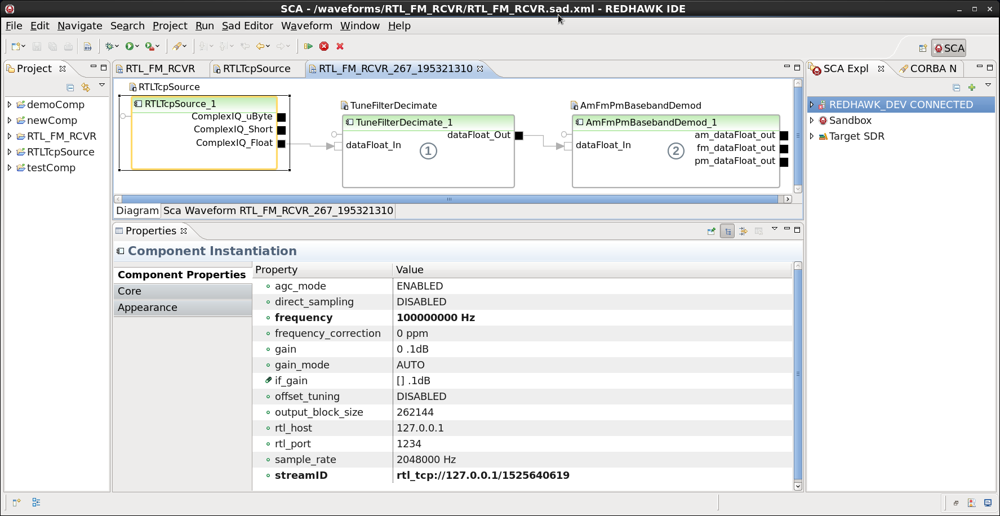 SCA - /waveforms/RTL_FM_RCVR/RTL_FM_RCVR.sad.xml - REDHAWK IDE
File Edit Navigate Search Project Run Sad Editor Waveform Window Help
SCA
Project
demoComp
newComp
RTL_FM_RCVR
RTLTcpSource
testComp
RTL_FM_RCVR RTLTcpSource RTL_FM_RCVR_267_195321310
RTLTcpSource
RTLTcpSource_1
ComplexIQ_uByte
ComplexIQ_Short
ComplexIQ_Float
TuneFilterDecimate
TuneFilterDecimate_1
dataFloat_Out
dataFloat_In
1
AmFmPmBasebandDemod
AmFmPmBasebandDemod_1
am_dataFloat_out
dataFloat_In
2
fm_dataFloat_out
pm_dataFloat_out
Diagram Sca Waveform RTL_FM_RCVR_267_195321310
Properties
Component Instantiation
Component Properties
Core
Appearance
Property Value
agc_mode ENABLED
direct_sampling DISABLED
frequency 100000000 Hz
frequency_correction 0 ppm
gain 0 .1dB
gain_mode AUTO
if_gain [] .1dB
offset_tuning DISABLED
output_block_size 262144
rtl_host 127.0.0.1
rtl_port 1234
sample_rate 2048000 Hz
streamID rtl_tcp://127.0.0.1/1525640619
SCA Expl CORBA N
REDHAWK_DEV CONNECTED
Sandbox
Target SDR